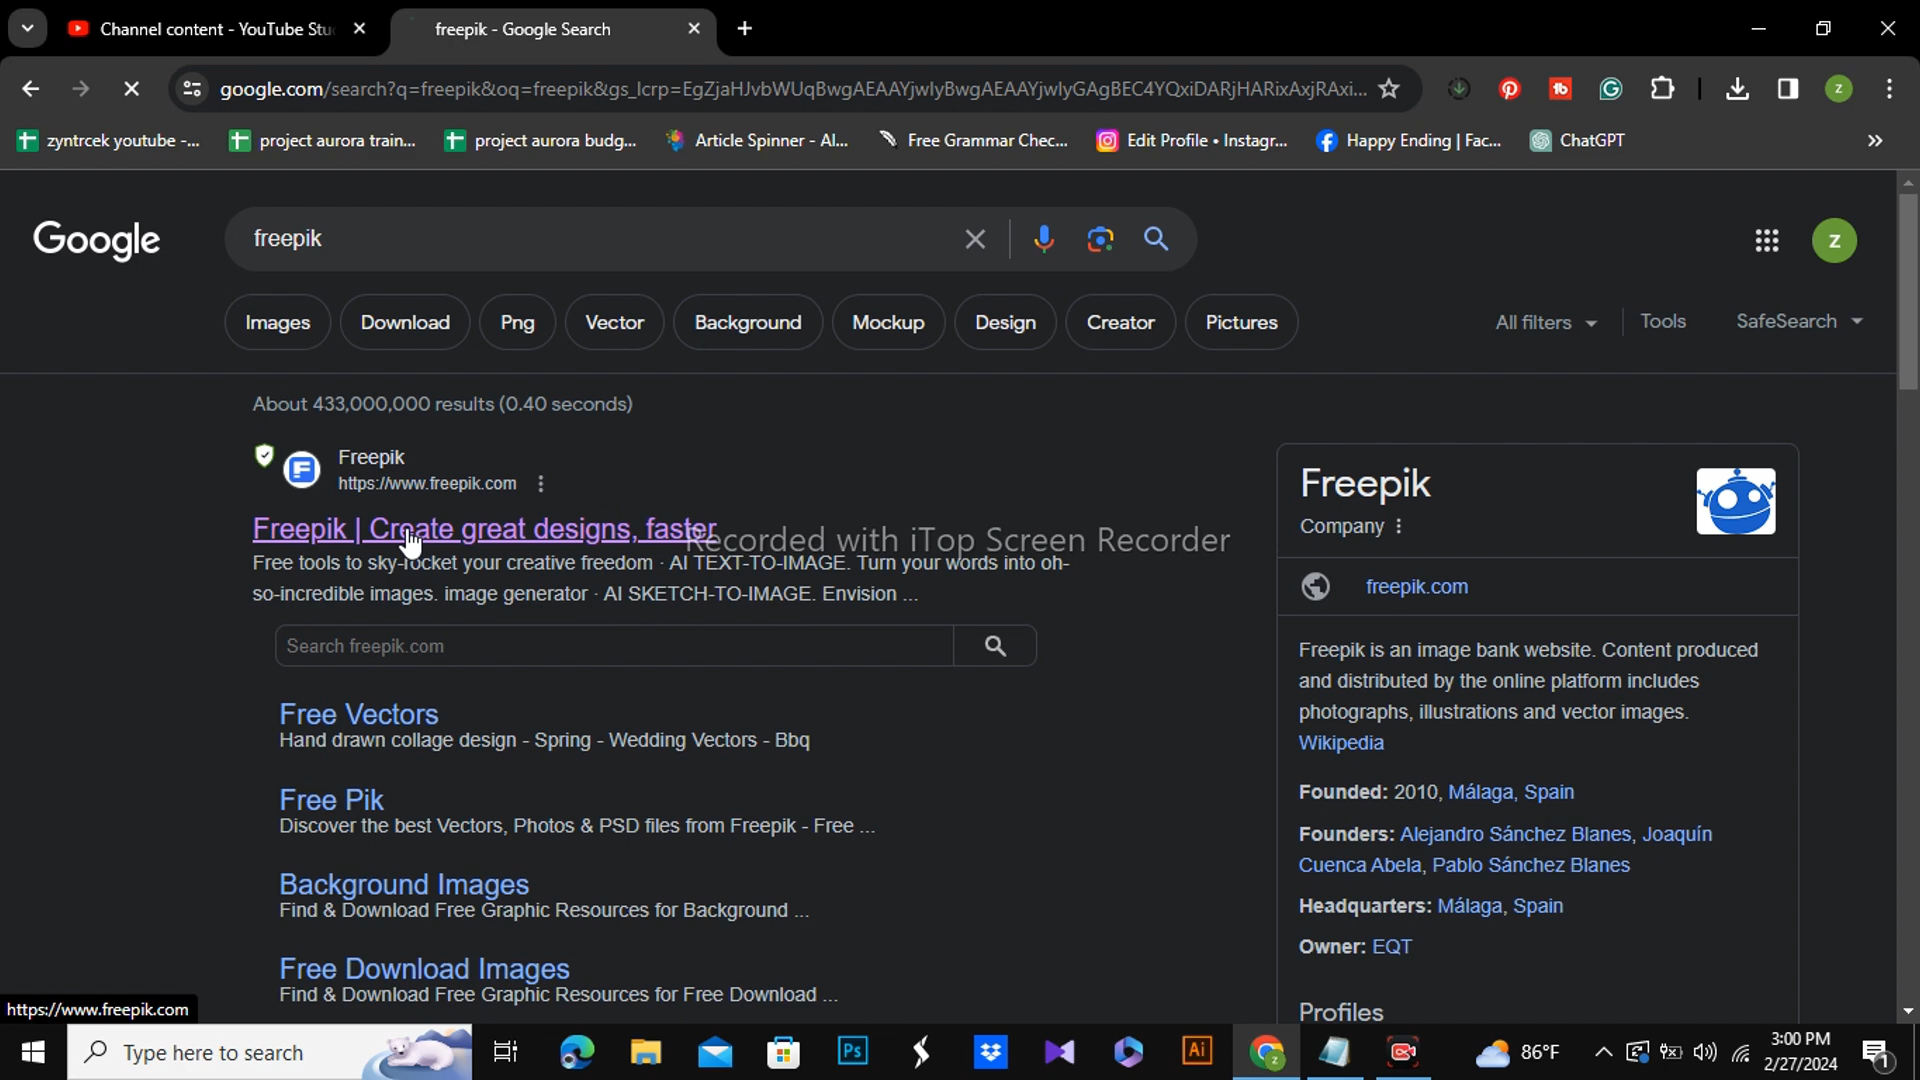 Channel content - YouTube Stu
freepik - Google Search
google.com/search?q=freepik&oq=freepik&gs_lcrp=EgZjaHJvbWUqBwgAEAAYjwIyBwgAEAAYjwIyGAgBEC4YQxiDARjHARixAxjRAxi...
zyntrcek youtube -...
project aurora train...
project aurora budg...
Article Spinner - AI...
Free Grammar Chec...
Edit Profile • Instagr...
Happy Ending | Fac...
ChatGPT
Google
freepik
z
Images
Download
Png
Vector
Background
Mockup
Design
Creator
Pictures
All filters
Tools
SafeSearch
About 433,000,000 results (0.40 seconds)
Freepik
https://www.freepik.com
Freepik | Create great designs, faster
Recorded with iTop Screen Recorder
Free tools to sky-rocket your creative freedom · AI TEXT-TO-IMAGE. Turn your words into oh-
so-incredible images. image generator · AI SKETCH-TO-IMAGE. Envision ...
Search freepik.com
Free Vectors
Hand drawn collage design - Spring - Wedding Vectors - Bbq
Free Pik
Discover the best Vectors, Photos & PSD files from Freepik - Free ...
Background Images
Find & Download Free Graphic Resources for Background ...
Free Download Images
Find & Download Free Graphic Resources for Free Download ...
Freepik
Company
freepik.com
Freepik is an image bank website. Content produced
and distributed by the online platform includes
photographs, illustrations and vector images.
Wikipedia
Founded: 2010, Málaga, Spain
Founders: Alejandro Sánchez Blanes, Joaquín
Cuenca Abela, Pablo Sánchez Blanes
Headquarters: Málaga, Spain
Owner: EQT
Profiles
https://www.freepik.com
Type here to search
Ps
Ai
86°F
3:00 PM
2/27/2024
1